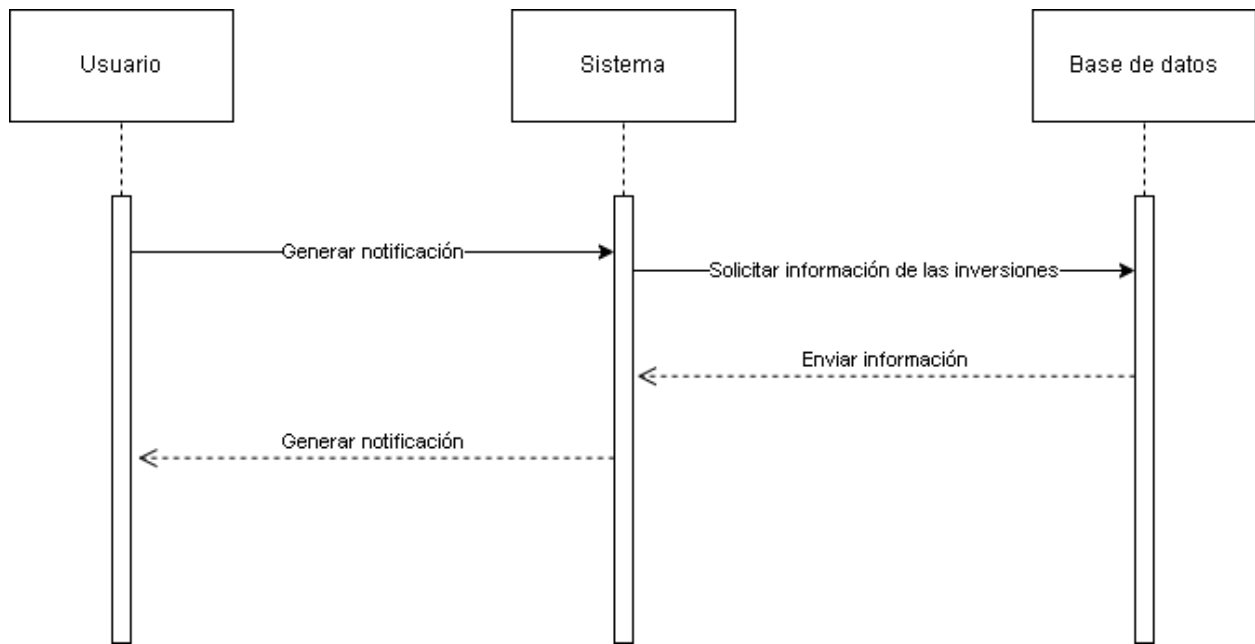 Usuario
Sistema
Base de datos
Generar notificación
Solicitar información de las inversiones
Enviar información
Generar notificación